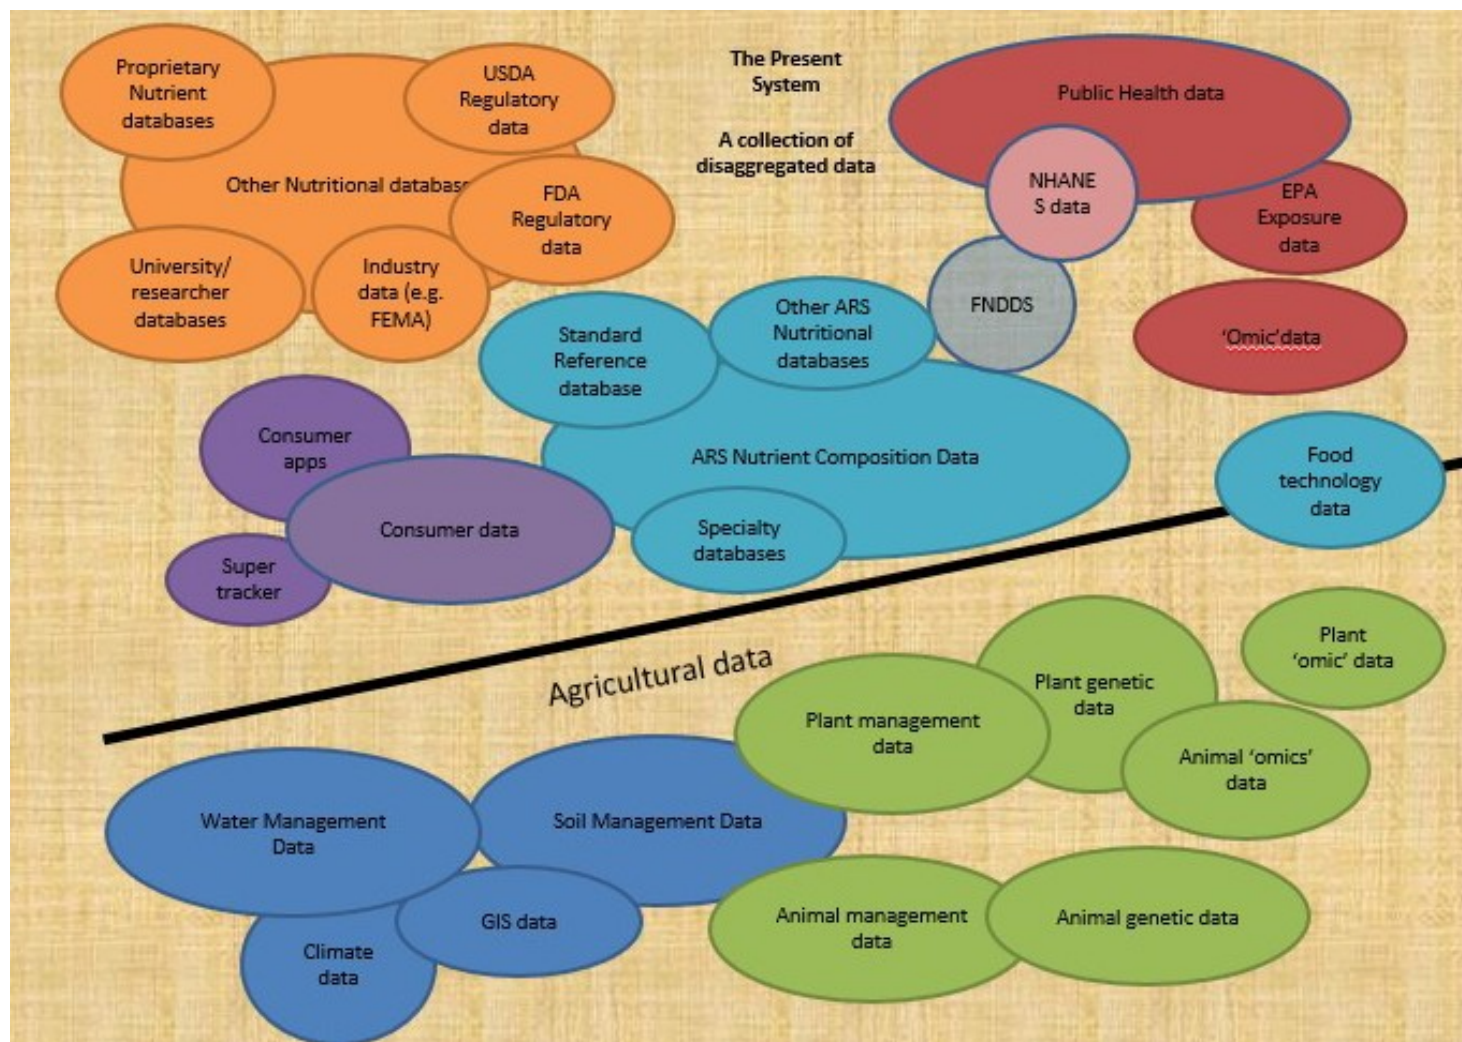 Proprietary
Nutrient
databases
USDA
Regulatory
data
Other Nutritional databas
FDA
Regulatory
data
University/
researcher
databases
Industry
data (e.g.
FEMA)
The Present
System
A collection of
disaggregated data
Public Health data
NHANE
S data
EPA
Exposure
data
FNDDS
'Omic'data
Standard
Reference
database
Other ARS
Nutritional
databases
ARS Nutrient Composition Data
Specialty
databases
Consumer
apps
Consumer data
Super
tracker
Food
technology
data
Agricultural data
Plant management
data
Plant genetic
data
Plant
'omic' data
Animal 'omics'
data
Water Management
Data
Soil Management Data
GIS data
Climate
data
Animal management
data
Animal genetic data